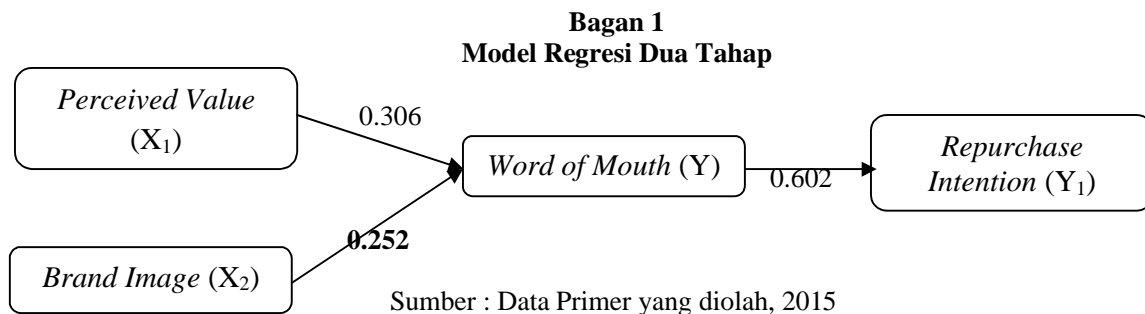 Bagan 1
Model Regresi Dua Tahap
Perceived Value
(X₁)
0.306
Word of Mouth (Y)
0.602
Repurchase
Intention (Y₁)
0.252
Brand Image (X₂)
Sumber : Data Primer yang diolah, 2015